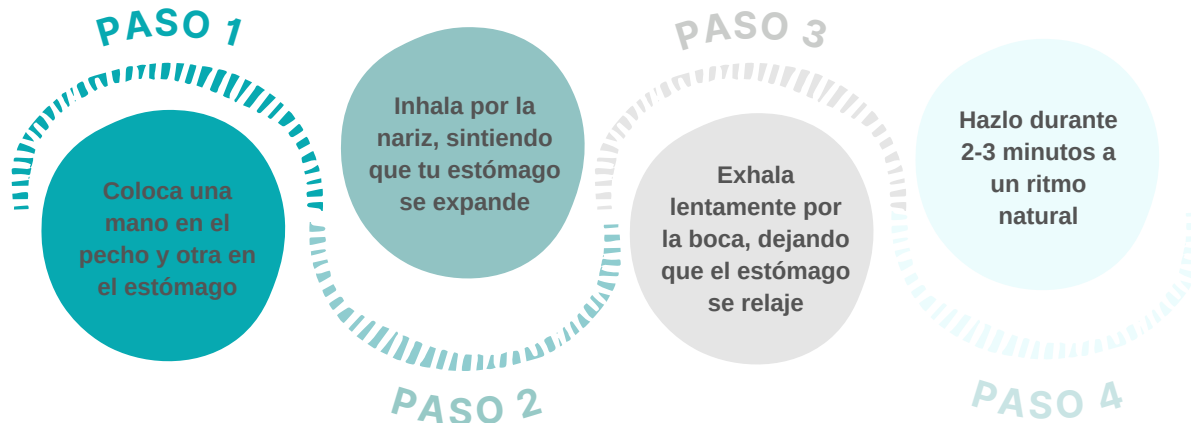 PASO 1
Coloca una
mano en el
pecho y otra en
el estómago
Inhala por la
nariz, sintiendo
que tu estómago
se expande
PASO 2
PASO 3
Exhala
lentamente por
la boca, dejando
que el estómago
se relaje
Hazlo durante
2-3 minutos a
un ritmo
natural
PASO 4